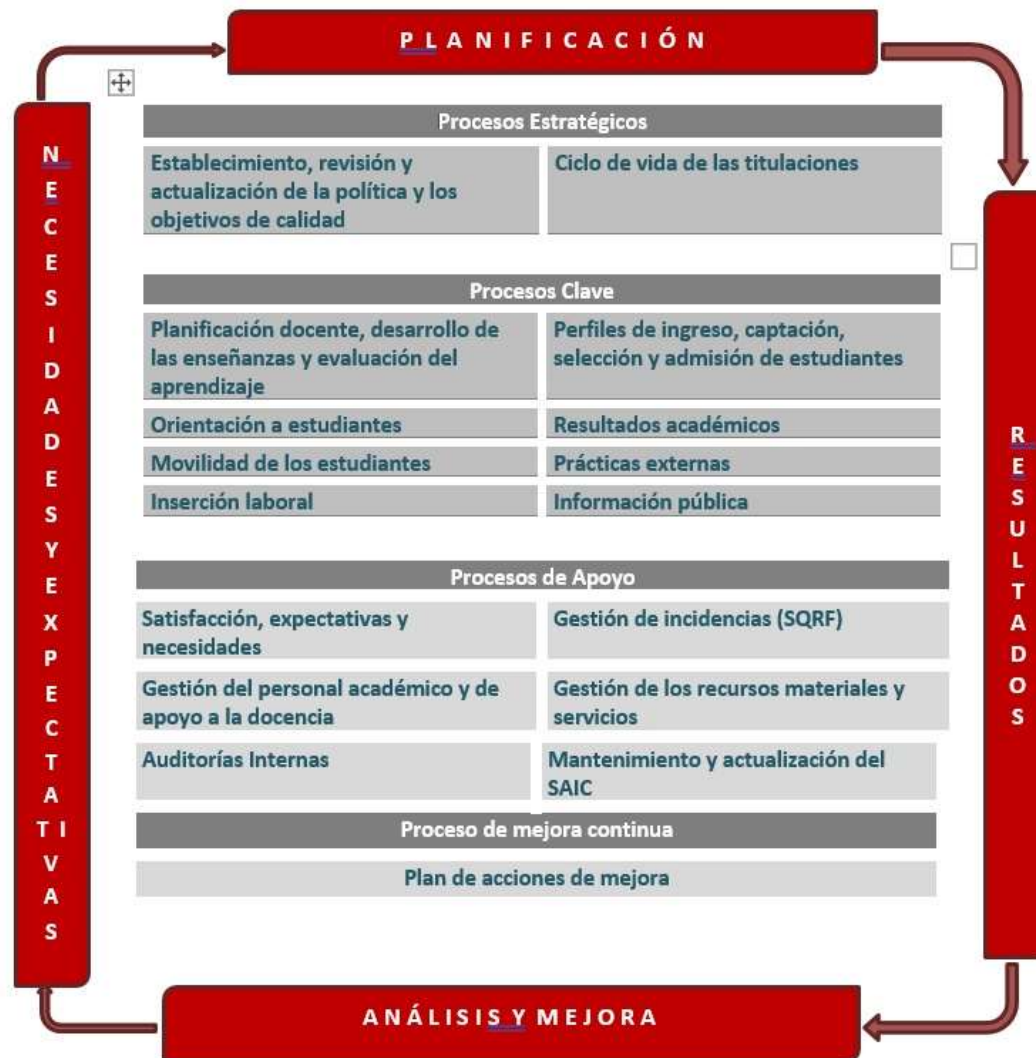 PLANIFICACIÓN
NECESIDADES Y EXPECTATIVAS
Procesos Estratégicos
Establecimiento, revisión y
actualización de la política y los
objetivos de calidad
Ciclo de vida de las titulaciones
Procesos Clave
Planificación docente, desarrollo de
las enseñanzas y evaluación del
aprendizaje
Perfiles de ingreso, captación,
selección y admisión de estudiantes
Orientación a estudiantes
Resultados académicos
Movilidad de los estudiantes
Prácticas externas
Inserción laboral
Información pública
Procesos de Apoyo
Satisfacción, expectativas y
necesidades
Gestión de incidencias (SQRF)
Gestión del personal académico y de
apoyo a la docencia
Gestión de los recursos materiales y
servicios
Auditorías Internas
Mantenimiento y actualización del
SAIC
Proceso de mejora continua
Plan de acciones de mejora
RESULTADOS
ANÁLISIS Y MEJORA